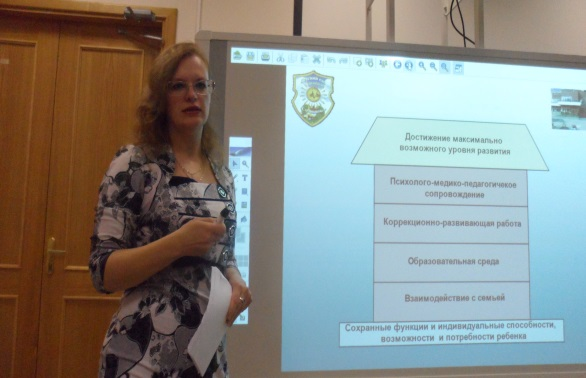 Достижение максимально
возможного уровня развития
Психолого-медико-педагогичекое
сопровождение
Коррекционно-развивающая работа
Образовательная среда
Взаимодействие с семьей
Сохранные функции и индивидуальные способности,
возможности и потребности ребенка